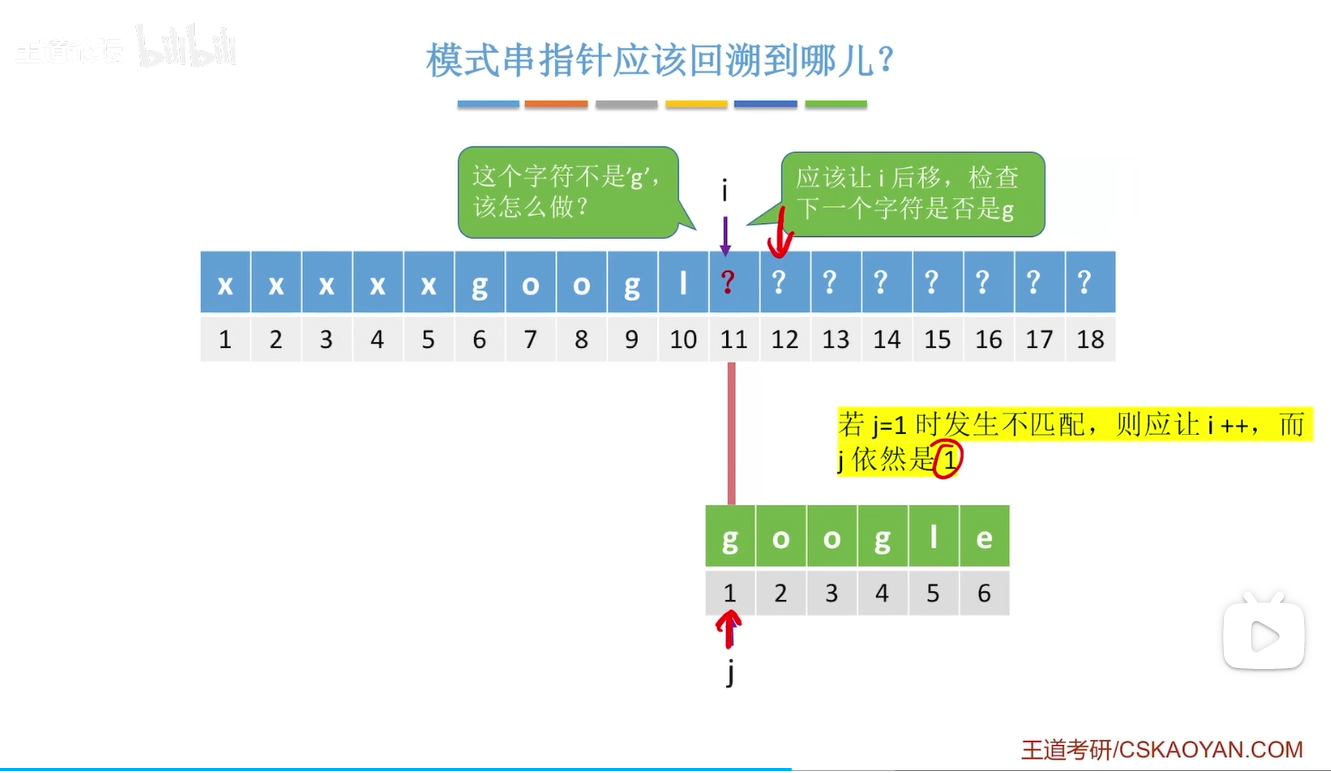 王道论坛 bilibili
模式串指针应该回溯到哪儿？
这个字符不是’g’，
该怎么做？
i
应该让 i 后移，检查
下一个字符是否是g
x x x x x g o o g l ? ? ? ? ? ? ? ?
1 2 3 4 5 6 7 8 9 10 11 12 13 14 15 16 17 18
若 j=1 时发生不匹配，则应让 i ++，而
j 依然是 1
g o o g l e
1 2 3 4 5 6
j
王道考研/CSKAOYAN.COM